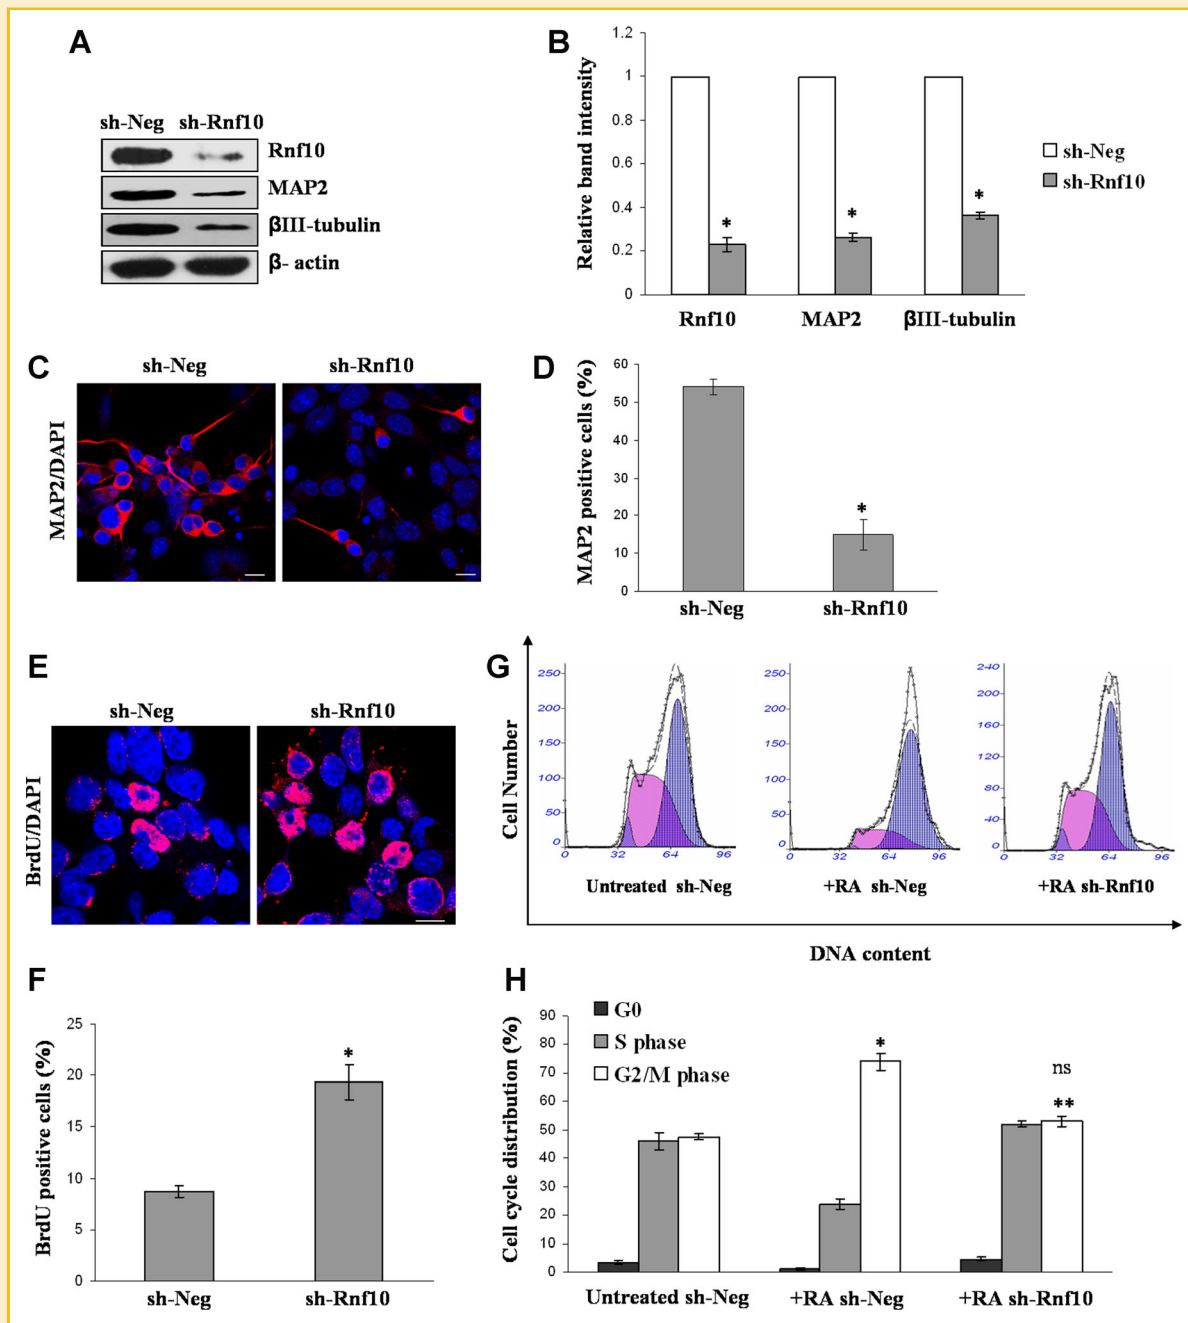 A
sh-Neg sh-Rnf10
Rnf10
MAP2
βIII-tubulin
β- actin
B
Relative band intensity
1.2
1
0.8
0.6
0.4
0.2
0
*
*
*
Rnf10 MAP2 βIII-tubulin
sh-Neg
sh-Rnf10
C
sh-Neg sh-Rnf10
MAP2/DAPI
D
MAP2 positive cells (%)
60
50
40
30
20
10
0
*
sh-Neg sh-Rnf10
E
sh-Neg sh-Rnf10
BrdU/DAPI
G
Cell Number
250
200
150
100
50
0
0 32 64 96
Untreated sh-Neg
250
200
150
100
50
0
0 32 64 96
+RA sh-Neg
240
200
160
120
80
40
0
0 32 64 96
+RA sh-Rnf10
DNA content
F
BrdU positive cells (%)
25
20
15
10
5
0
*
sh-Neg sh-Rnf10
H
Cell cycle distribution (%)
90
80
70
60
50
40
30
20
10
0
G0
S phase
G2/M phase
*
ns
**
Untreated sh-Neg +RA sh-Neg +RA sh-Rnf10